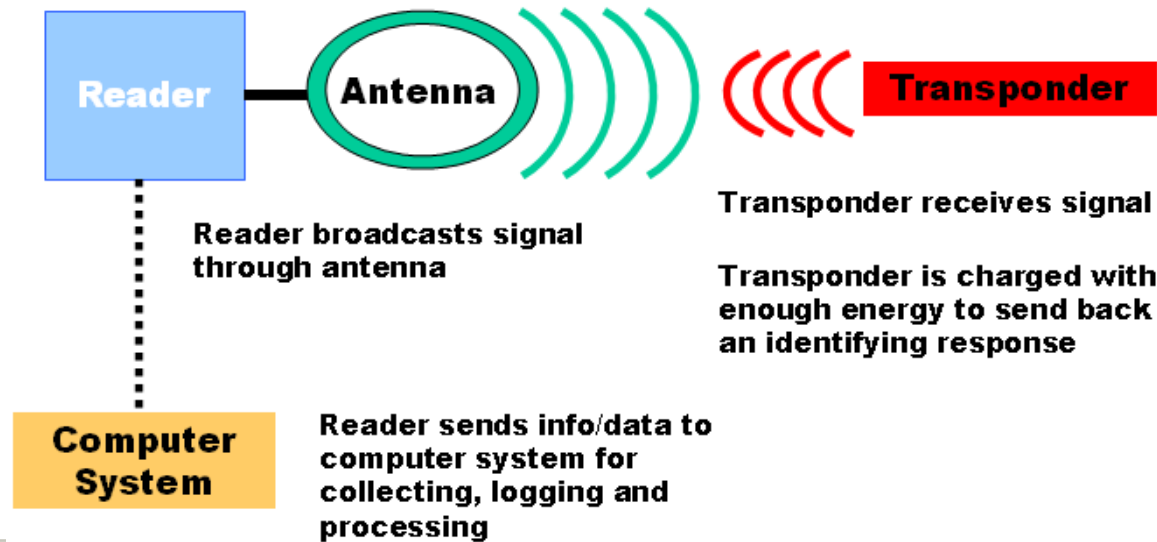 Reader
Antenna
Transponder
Reader broadcasts signal
through antenna
Transponder receives signal
Transponder is charged with
enough energy to send back
an identifying response
Computer
System
Reader sends info/data to
computer system for
collecting, logging and
processing